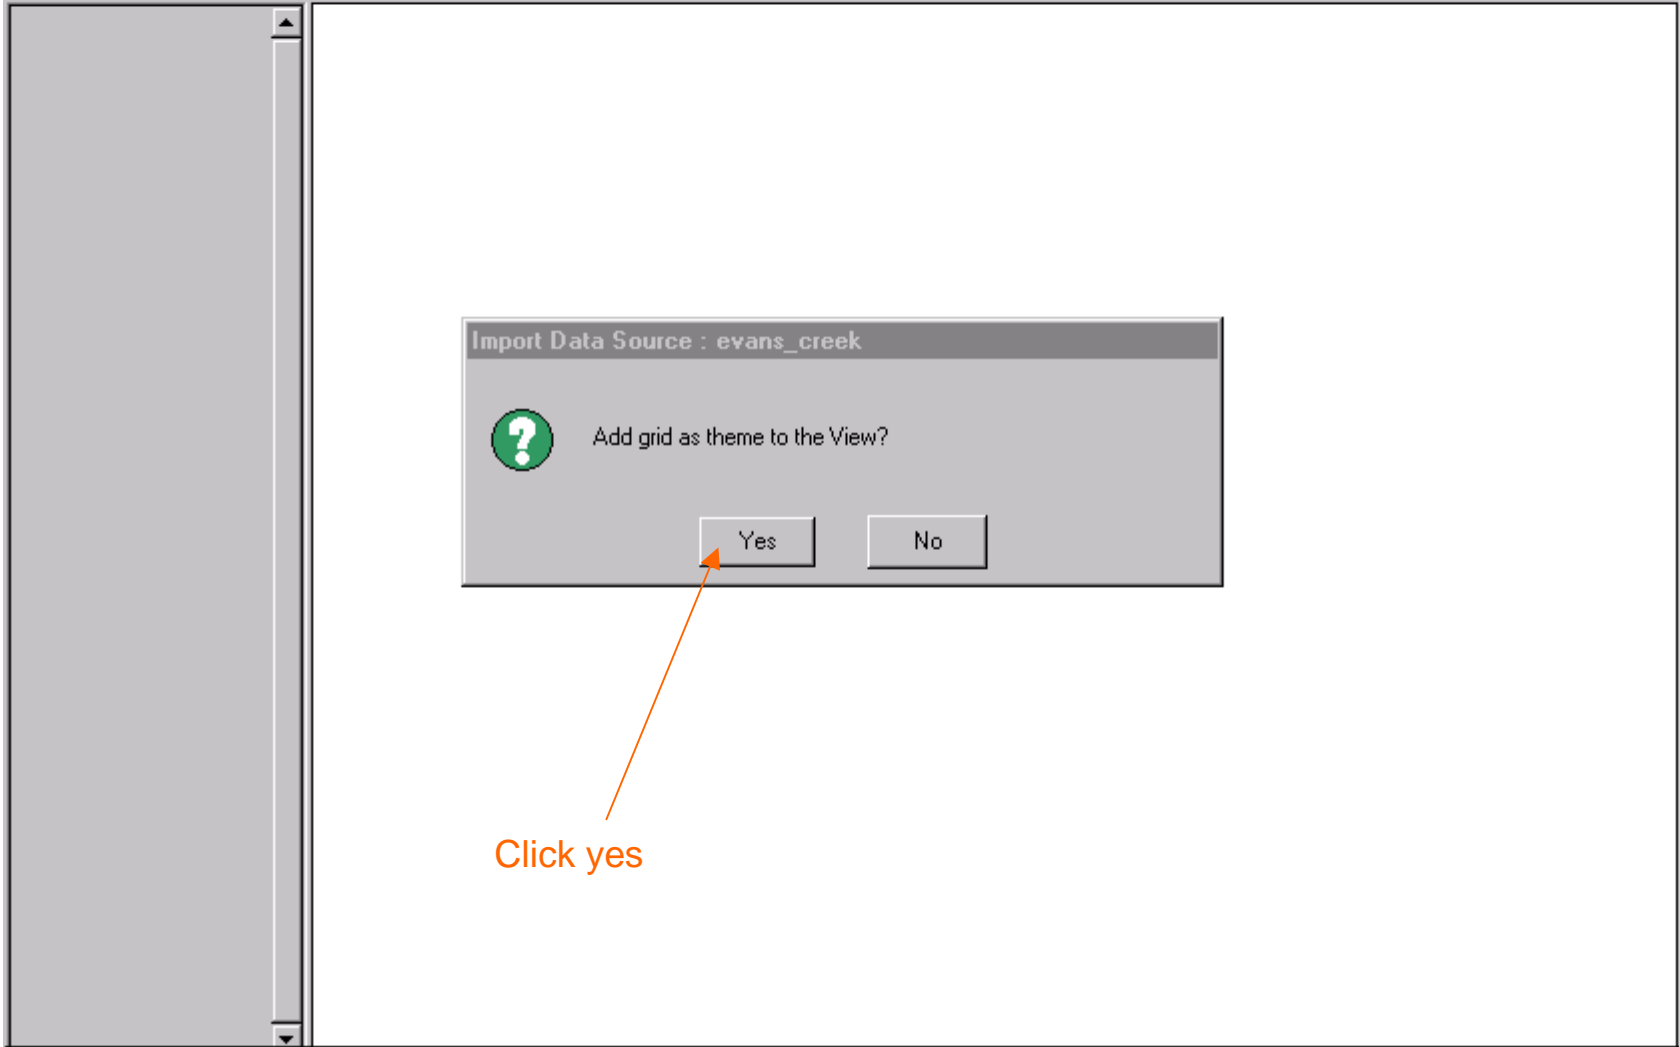 Import Data Source : evans_creek
?
Add grid as theme to the View?
Yes
No
Click yes